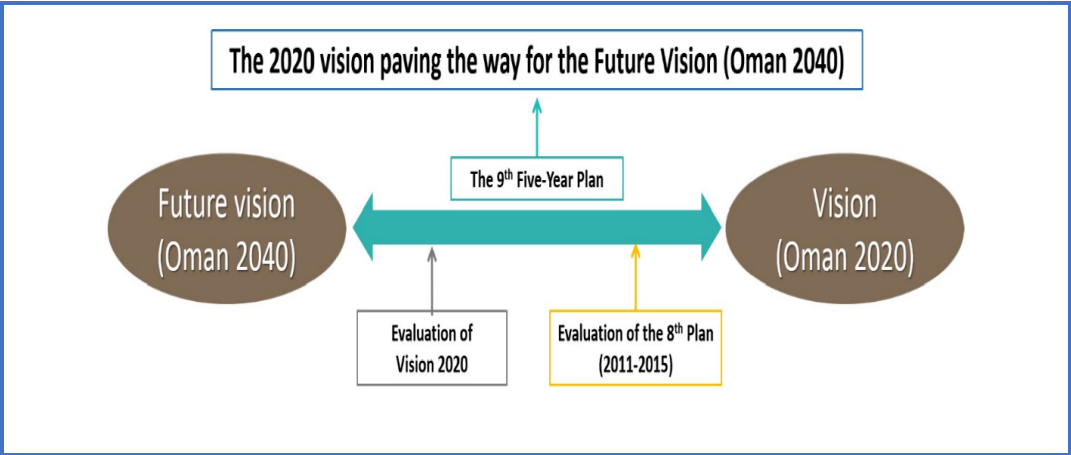 The 2020 vision paving the way for the Future Vision (Oman 2040)
The 9th Five-Year Plan
Future vision
(Oman 2040)
Vision
(Oman 2020)
Evaluation of
Vision 2020
Evaluation of the 8th Plan
(2011-2015)